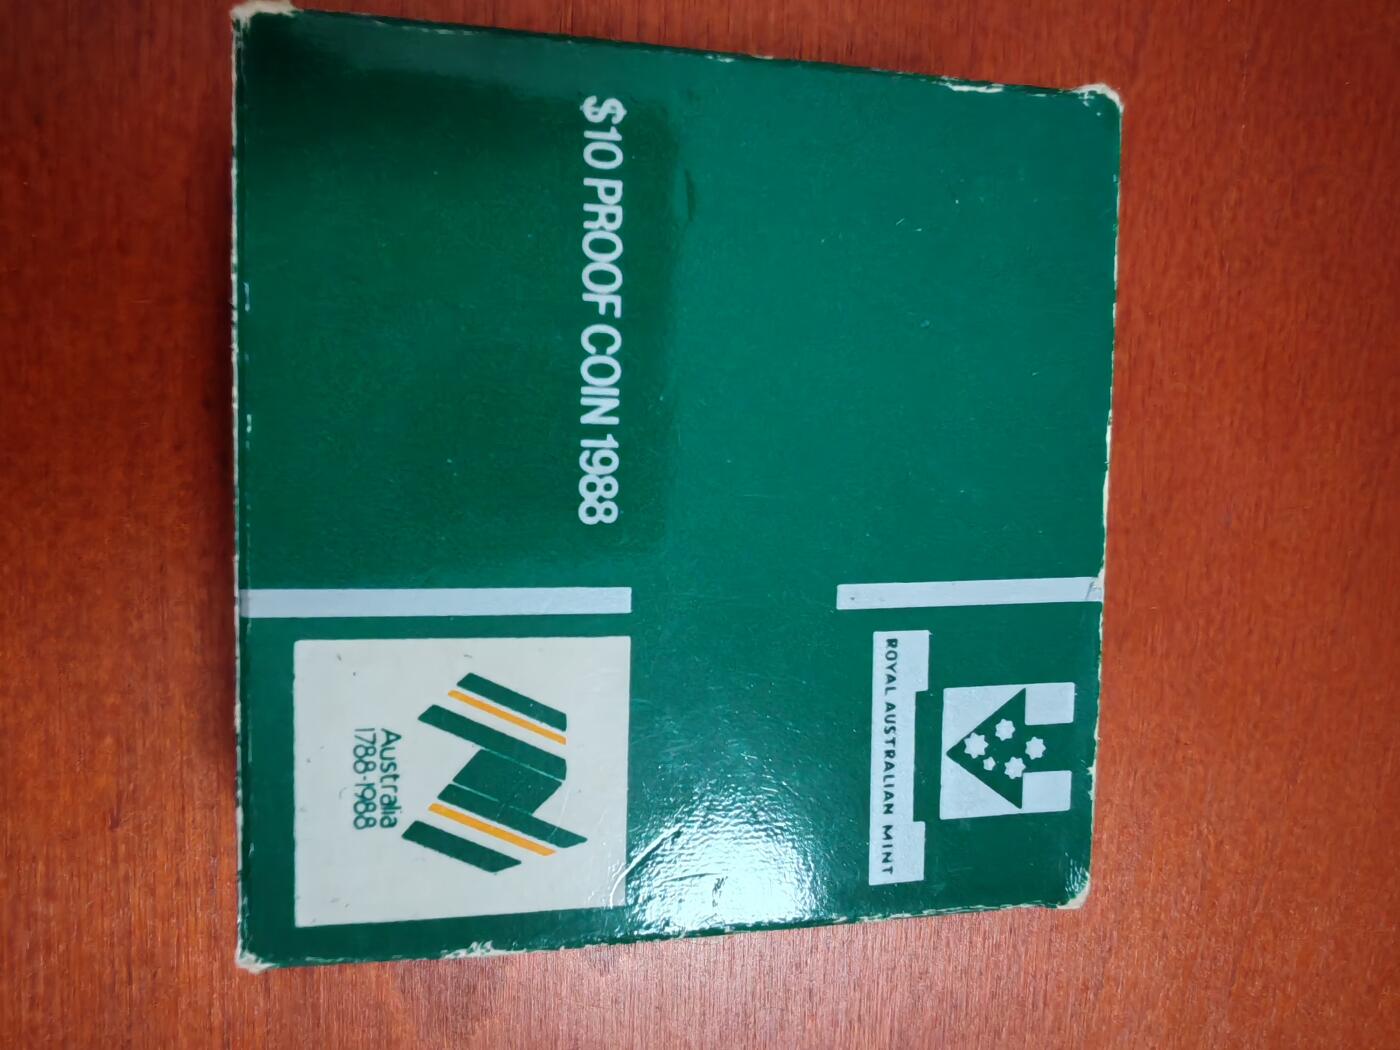 ROYAL AUSTRALIAN MINT
$10 PROOF COIN 1988
Australia
1788-1988